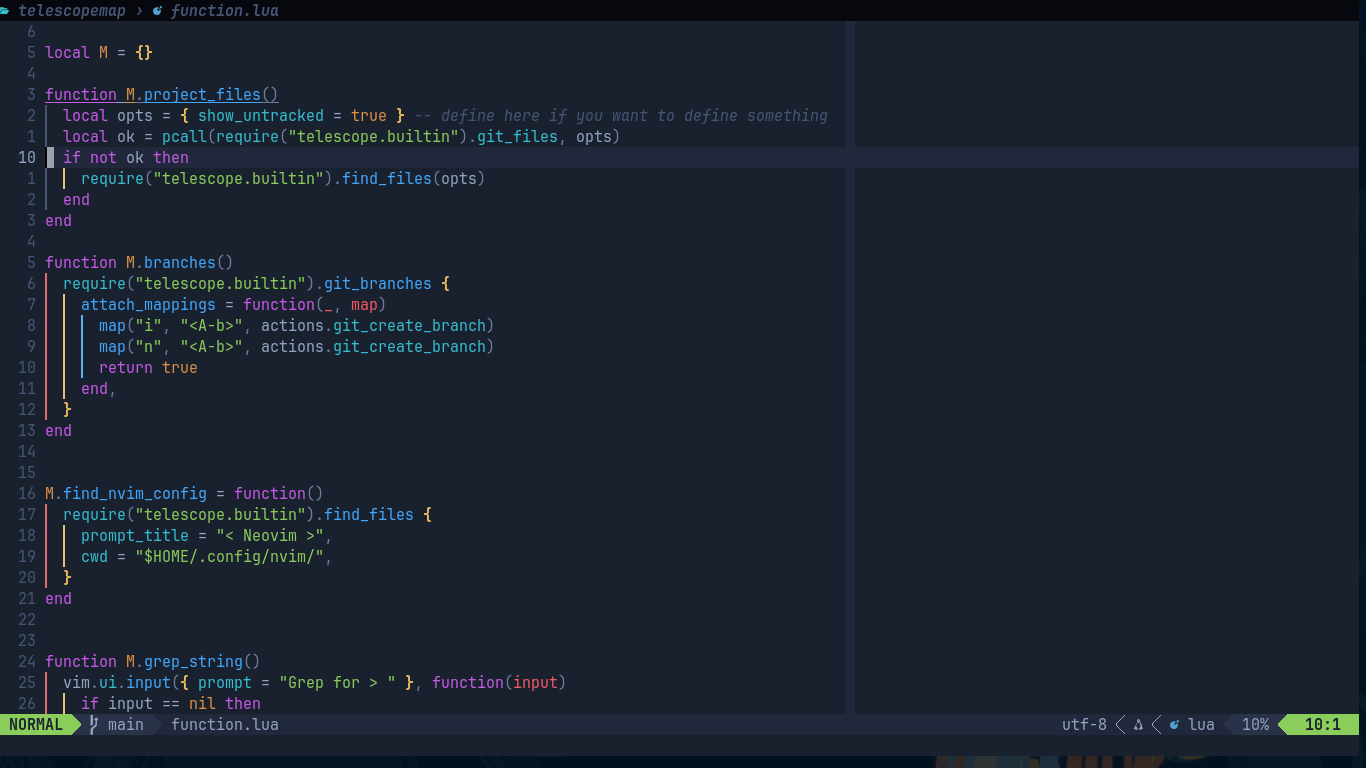 telescopemap › function.lua
6
5 local M = {}
4
3 function M.project_files()
2 local opts = { show_untracked = true } -- define here if you want to define something
1 local ok = pcall(require("telescope.builtin").git_files, opts)
10 if not ok then
1 require("telescope.builtin").find_files(opts)
2 end
3 end
4
5 function M.branches()
6 require("telescope.builtin").git_branches {
7 attach_mappings = function(_, map)
8 map("i", "<A-b>", actions.git_create_branch)
9 map("n", "<A-b>", actions.git_create_branch)
10 return true
11 end,
12 }
13 end
14
15
16 M.find_nvim_config = function()
17 require("telescope.builtin").find_files {
18 prompt_title = "< Neovim >",
19 cwd = "$HOME/.config/nvim/",
20 }
21 end
22
23
24 function M.grep_string()
25 vim.ui.input({ prompt = "Grep for > " }, function(input)
26 if input == nil then
NORMAL main function.lua utf-8 lua 10% 10:1